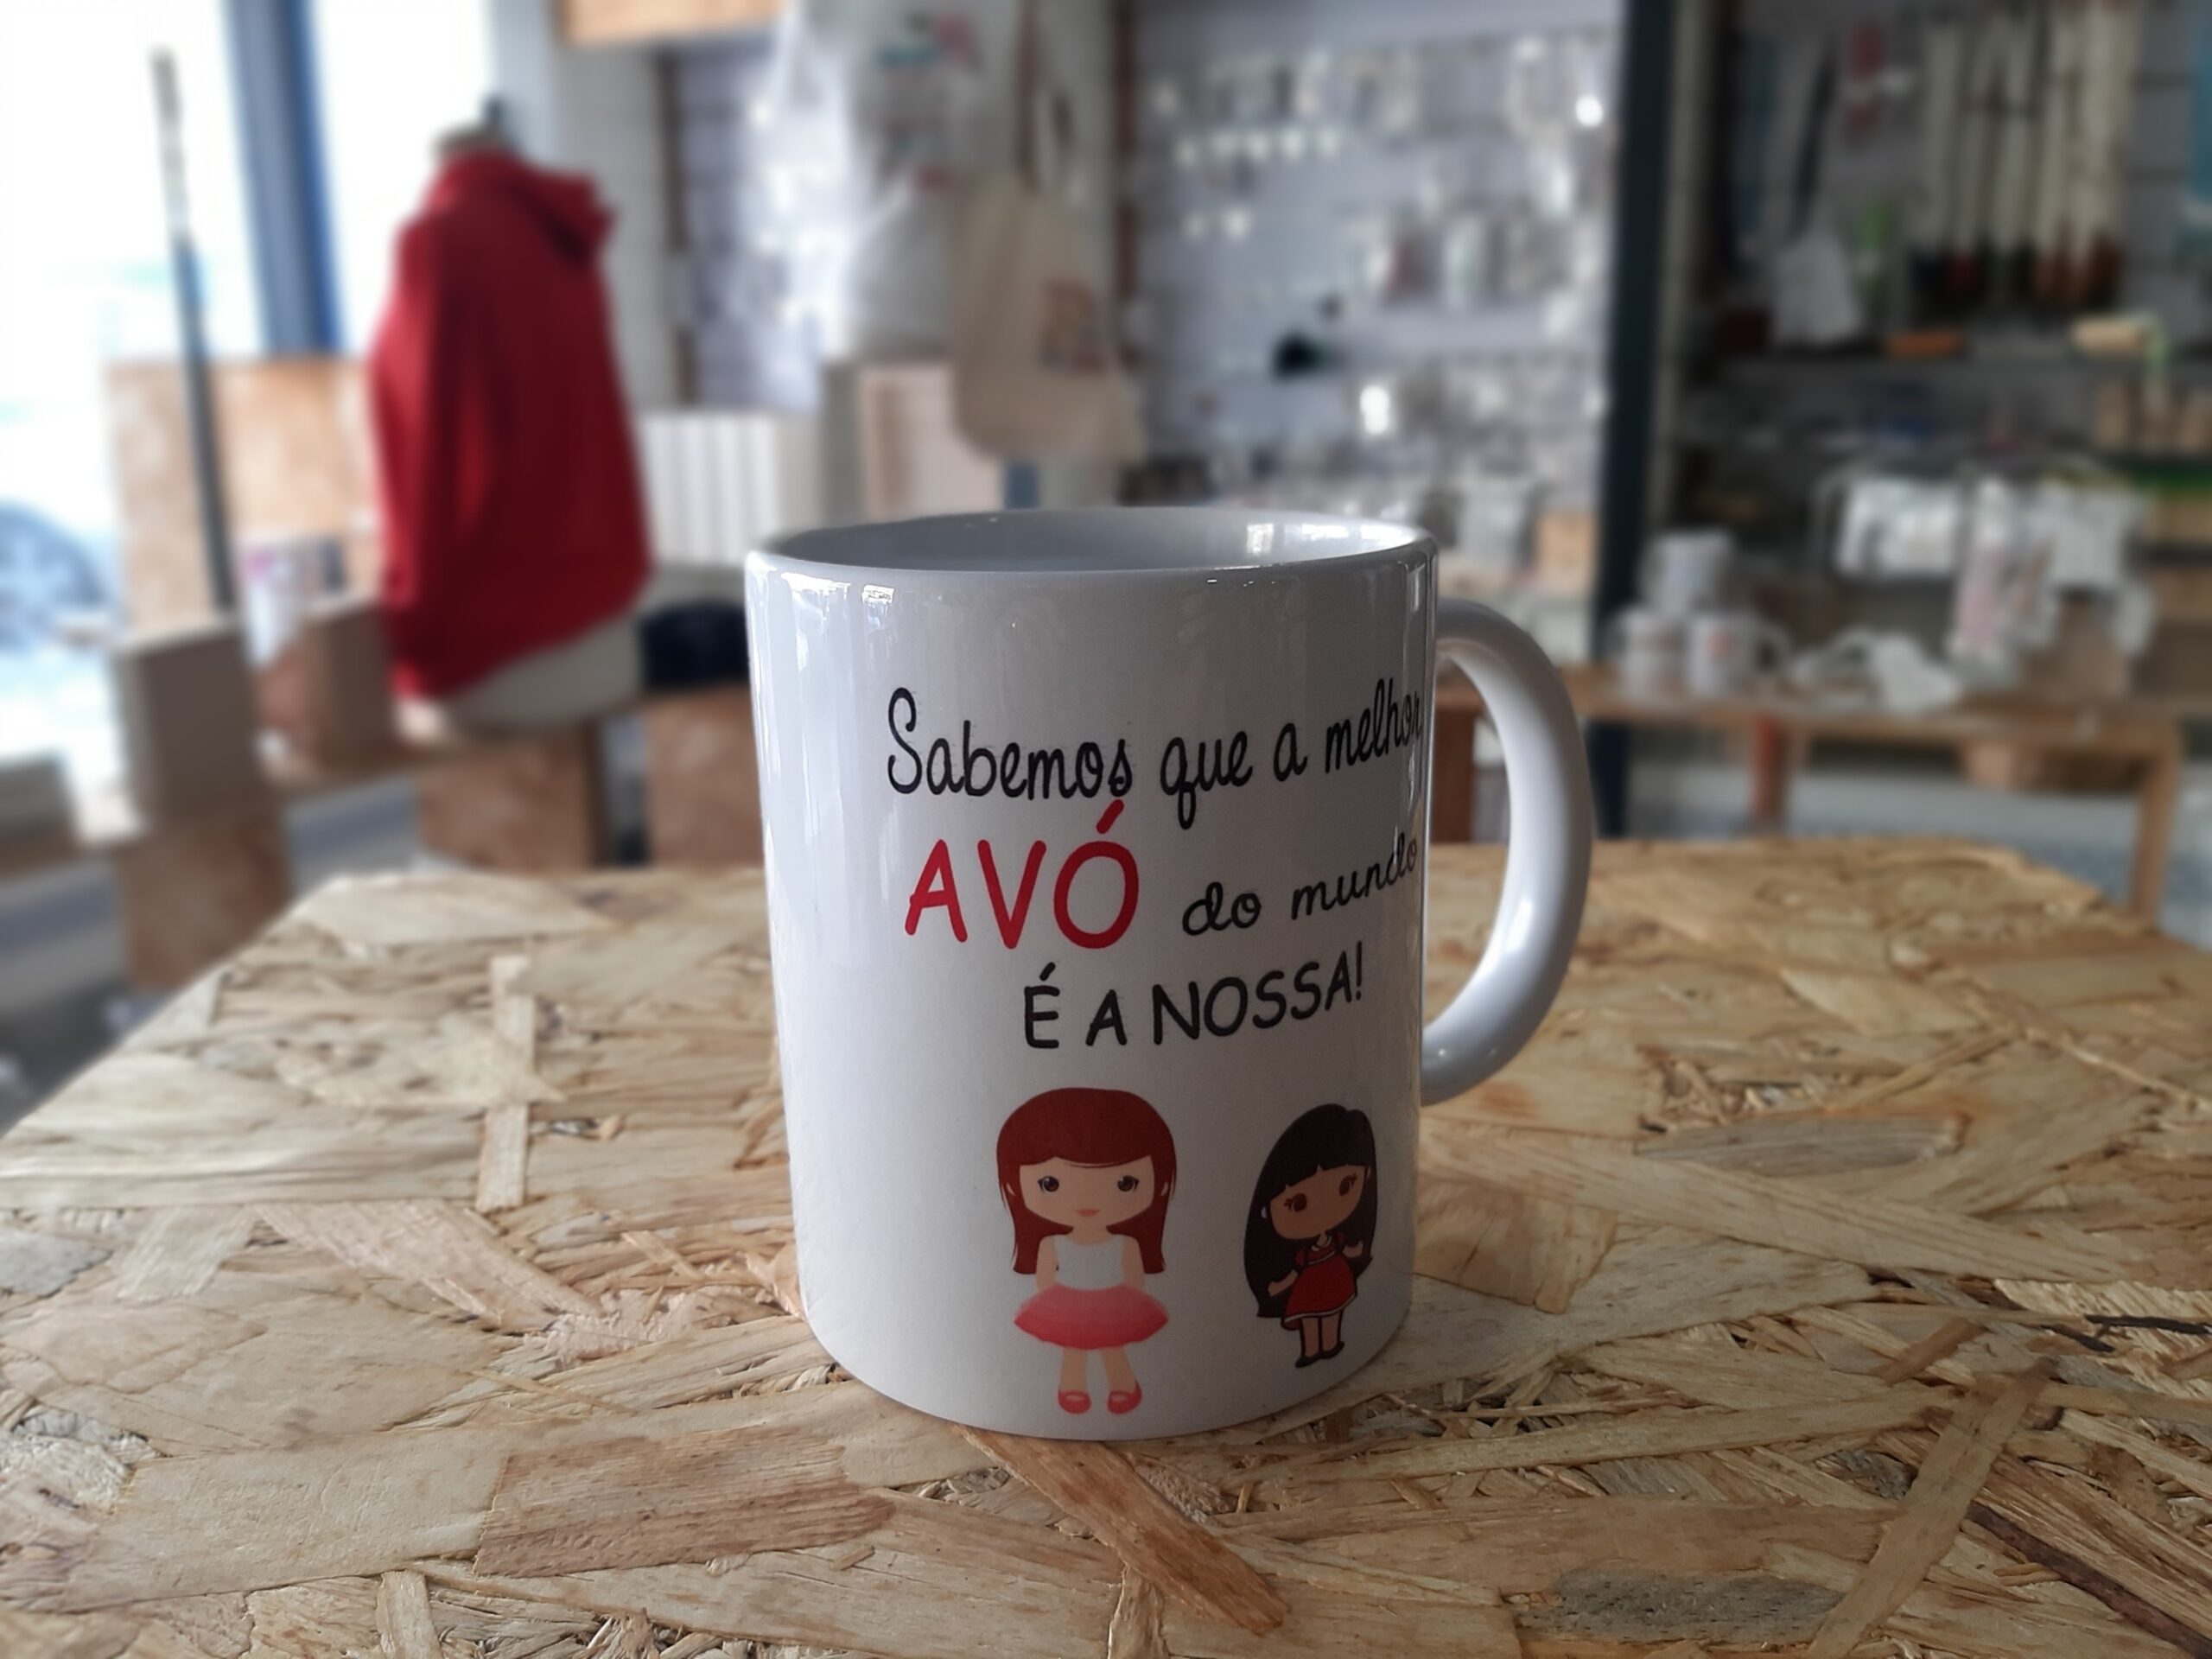 Sabemos que a melhor
AVÓ do mundo
É A NOSSA!